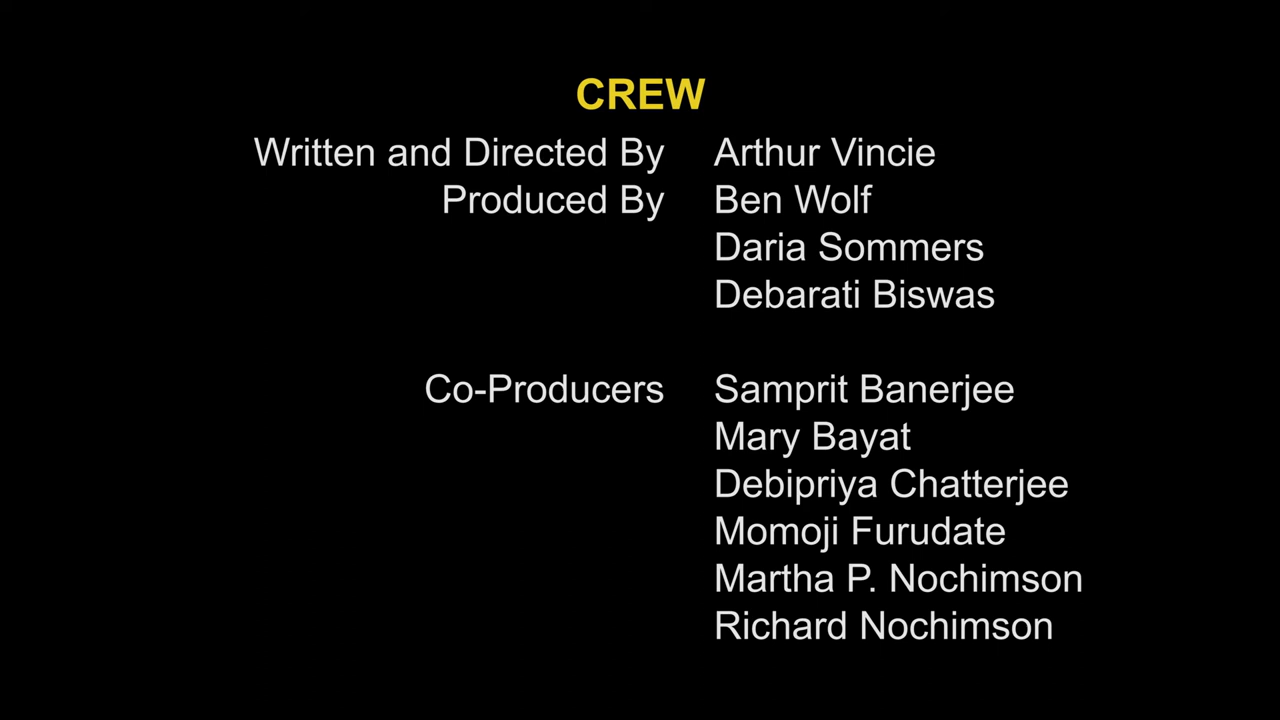 CREW
Written and Directed By Arthur Vincie
Produced By Ben Wolf
Daria Sommers
Debarati Biswas
Co-Producers Samprit Banerjee
Mary Bayat
Debipriya Chatterjee
Momoji Furudate
Martha P. Nochimson
Richard Nochimson